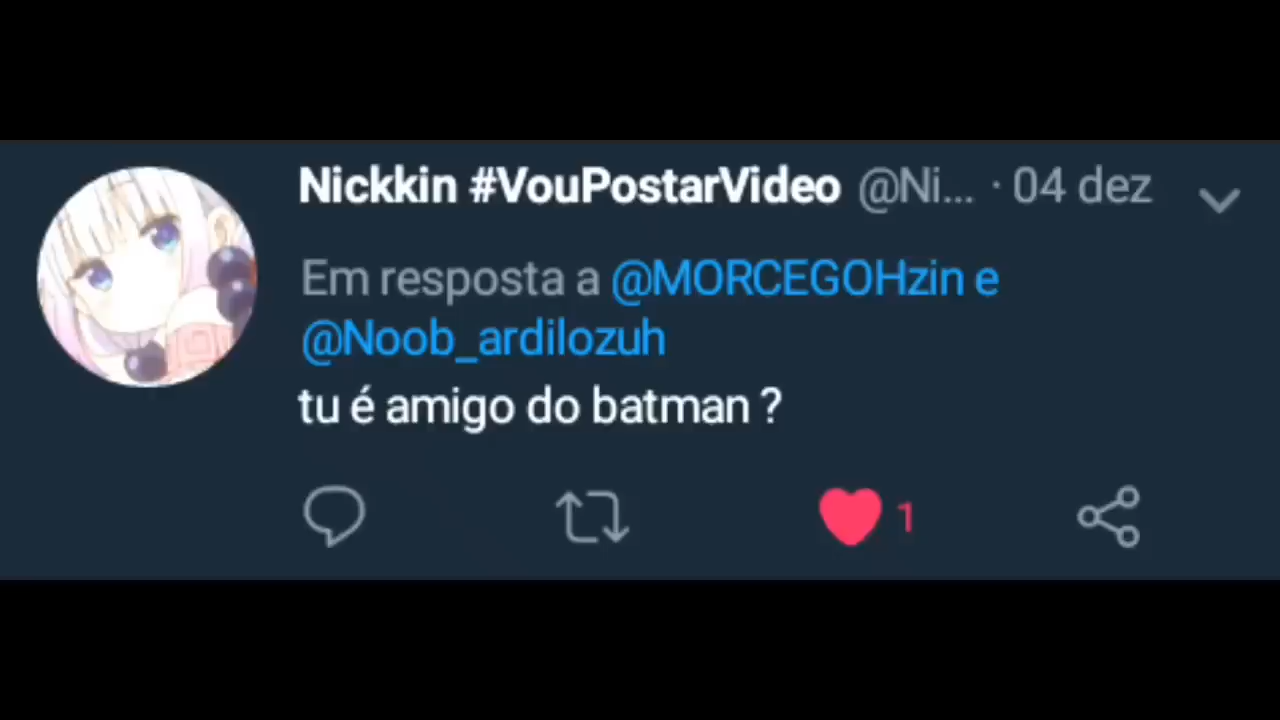 Nickkin #VouPostarVideo @Ni... · 04 dez
Em resposta a @MORCEGOHzin e
@Noob_ardilozuh
tu é amigo do batman ?
1